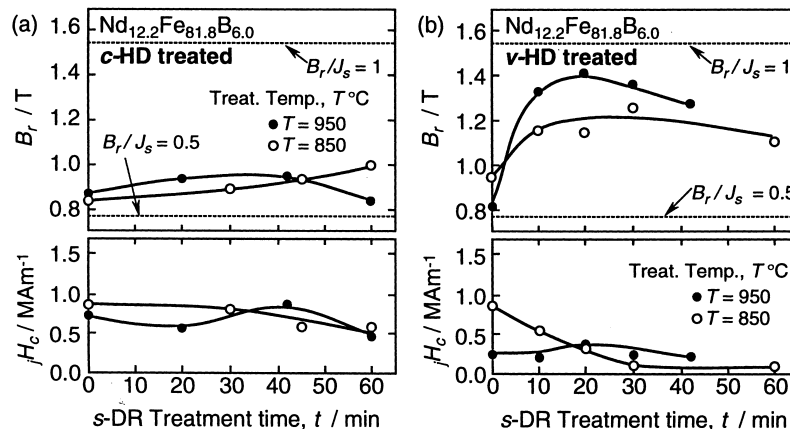 (a)
Nd12.2Fe81.8B6.0
c-HD treated
Br/Js = 1
Treat. Temp., T °C
T = 950
T = 850
Br/Js = 0.5
Br / T
1.6
1.4
1.2
1.0
0.8
jHc / MAm-1
1.5
1.0
0.5
0.0
0 10 20 30 40 50 60
(b)
Nd12.2Fe81.8B6.0
v-HD treated
Br/Js = 1
Br/Js = 0.5
Br / T
1.6
1.4
1.2
1.0
0.8
Treat. Temp., T °C
T = 950
T = 850
jHc / MAm-1
1.5
1.0
0.5
0.0
0 10 20 30 40 50 60
s-DR Treatment time, t / min
s-DR Treatment time, t / min